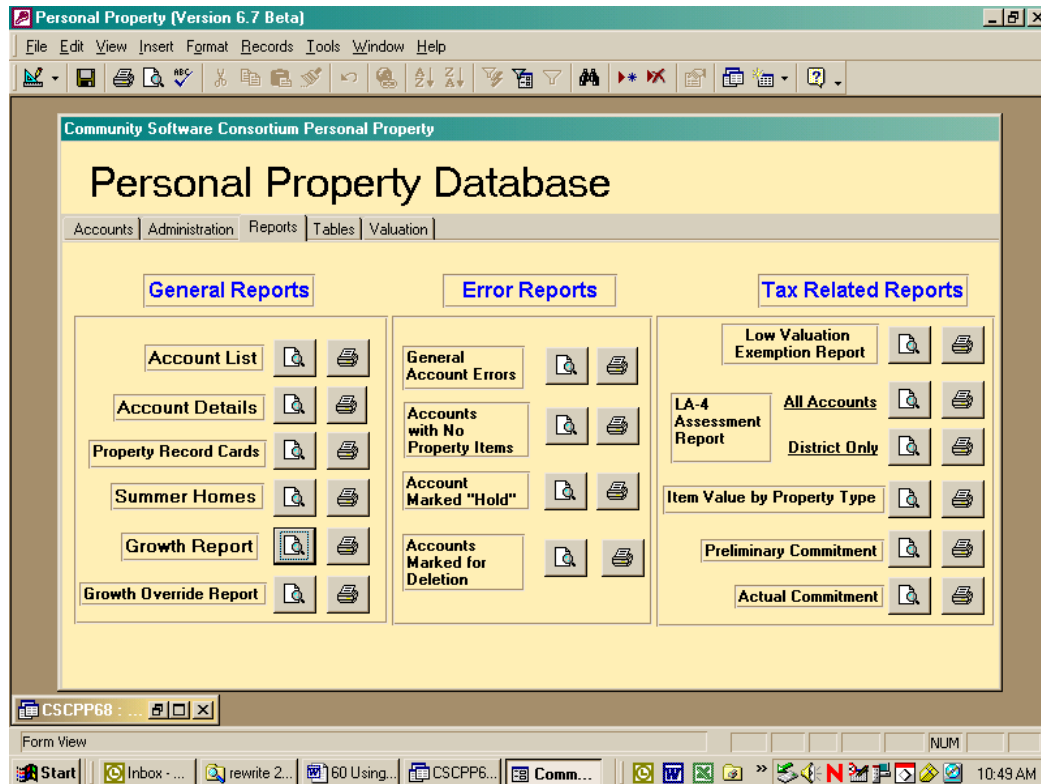 Personal Property (Version 6.7 Beta)
File Edit View Insert Format Records Tools Window Help
ABC
Community Software Consortium Personal Property
Personal Property Database
Accounts Administration Reports Tables Valuation
General Reports
Account List
Account Details
Property Record Cards
Summer Homes
Growth Report
Growth Override Report
Error Reports
General
Account Errors
Accounts
with No
Property Items
Account
Marked "Hold"
Accounts
Marked for
Deletion
Tax Related Reports
Low Valuation
Exemption Report
LA-4
Assessment
Report
All Accounts
District Only
Item Value by Property Type
Preliminary Commitment
Actual Commitment
CSCPP68 : ...
Form View
NUM
Start Inbox - ... rewrite 2... 60 Using... CSCPP6... Comm... » 10:49 AM